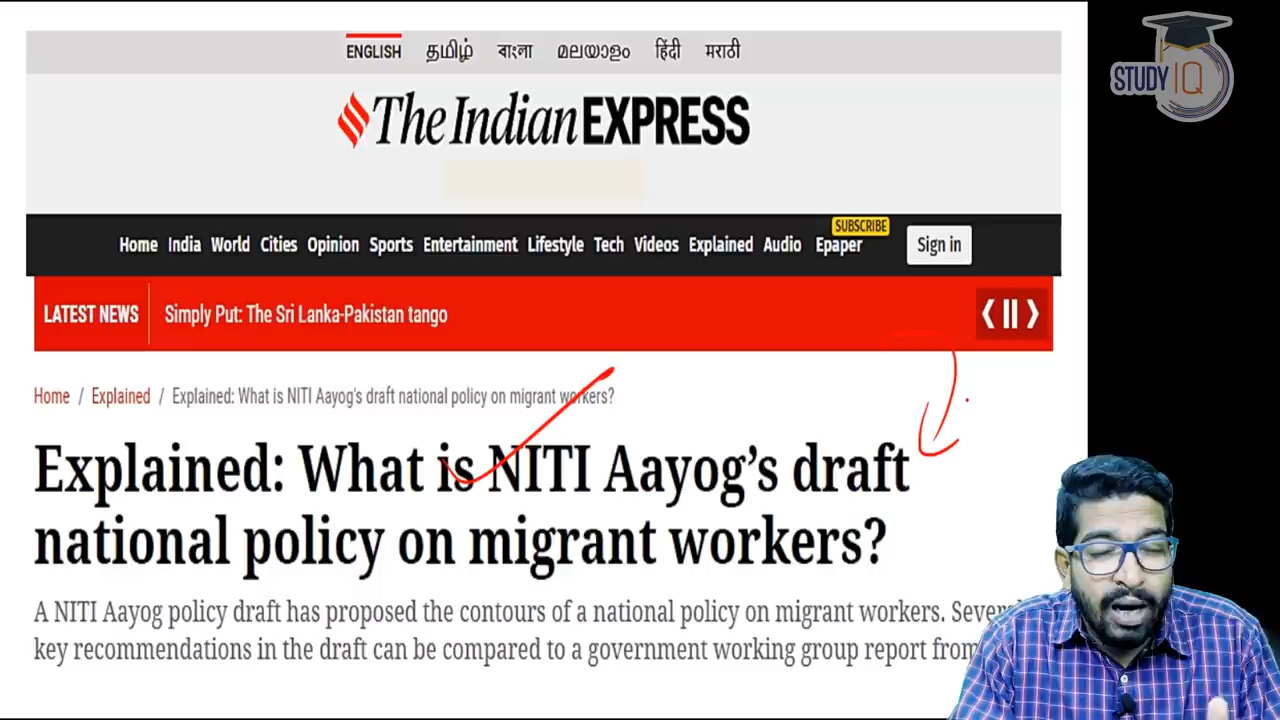 ENGLISH தமிழ் বাংলা മലയാളം हिंदी मराठी
STUDY IQ
The Indian EXPRESS
SUBSCRIBE
Home India World Cities Opinion Sports Entertainment Lifestyle Tech Videos Explained Audio Epaper Sign in
LATEST NEWS Simply Put: The Sri Lanka-Pakistan tango
Home / Explained / Explained: What is NITI Aayog's draft national policy on migrant workers?
Explained: What is NITI Aayog's draft
national policy on migrant workers?
A NITI Aayog policy draft has proposed the contours of a national policy on migrant workers.
key recommendations in the draft can be compared to a government working group report from